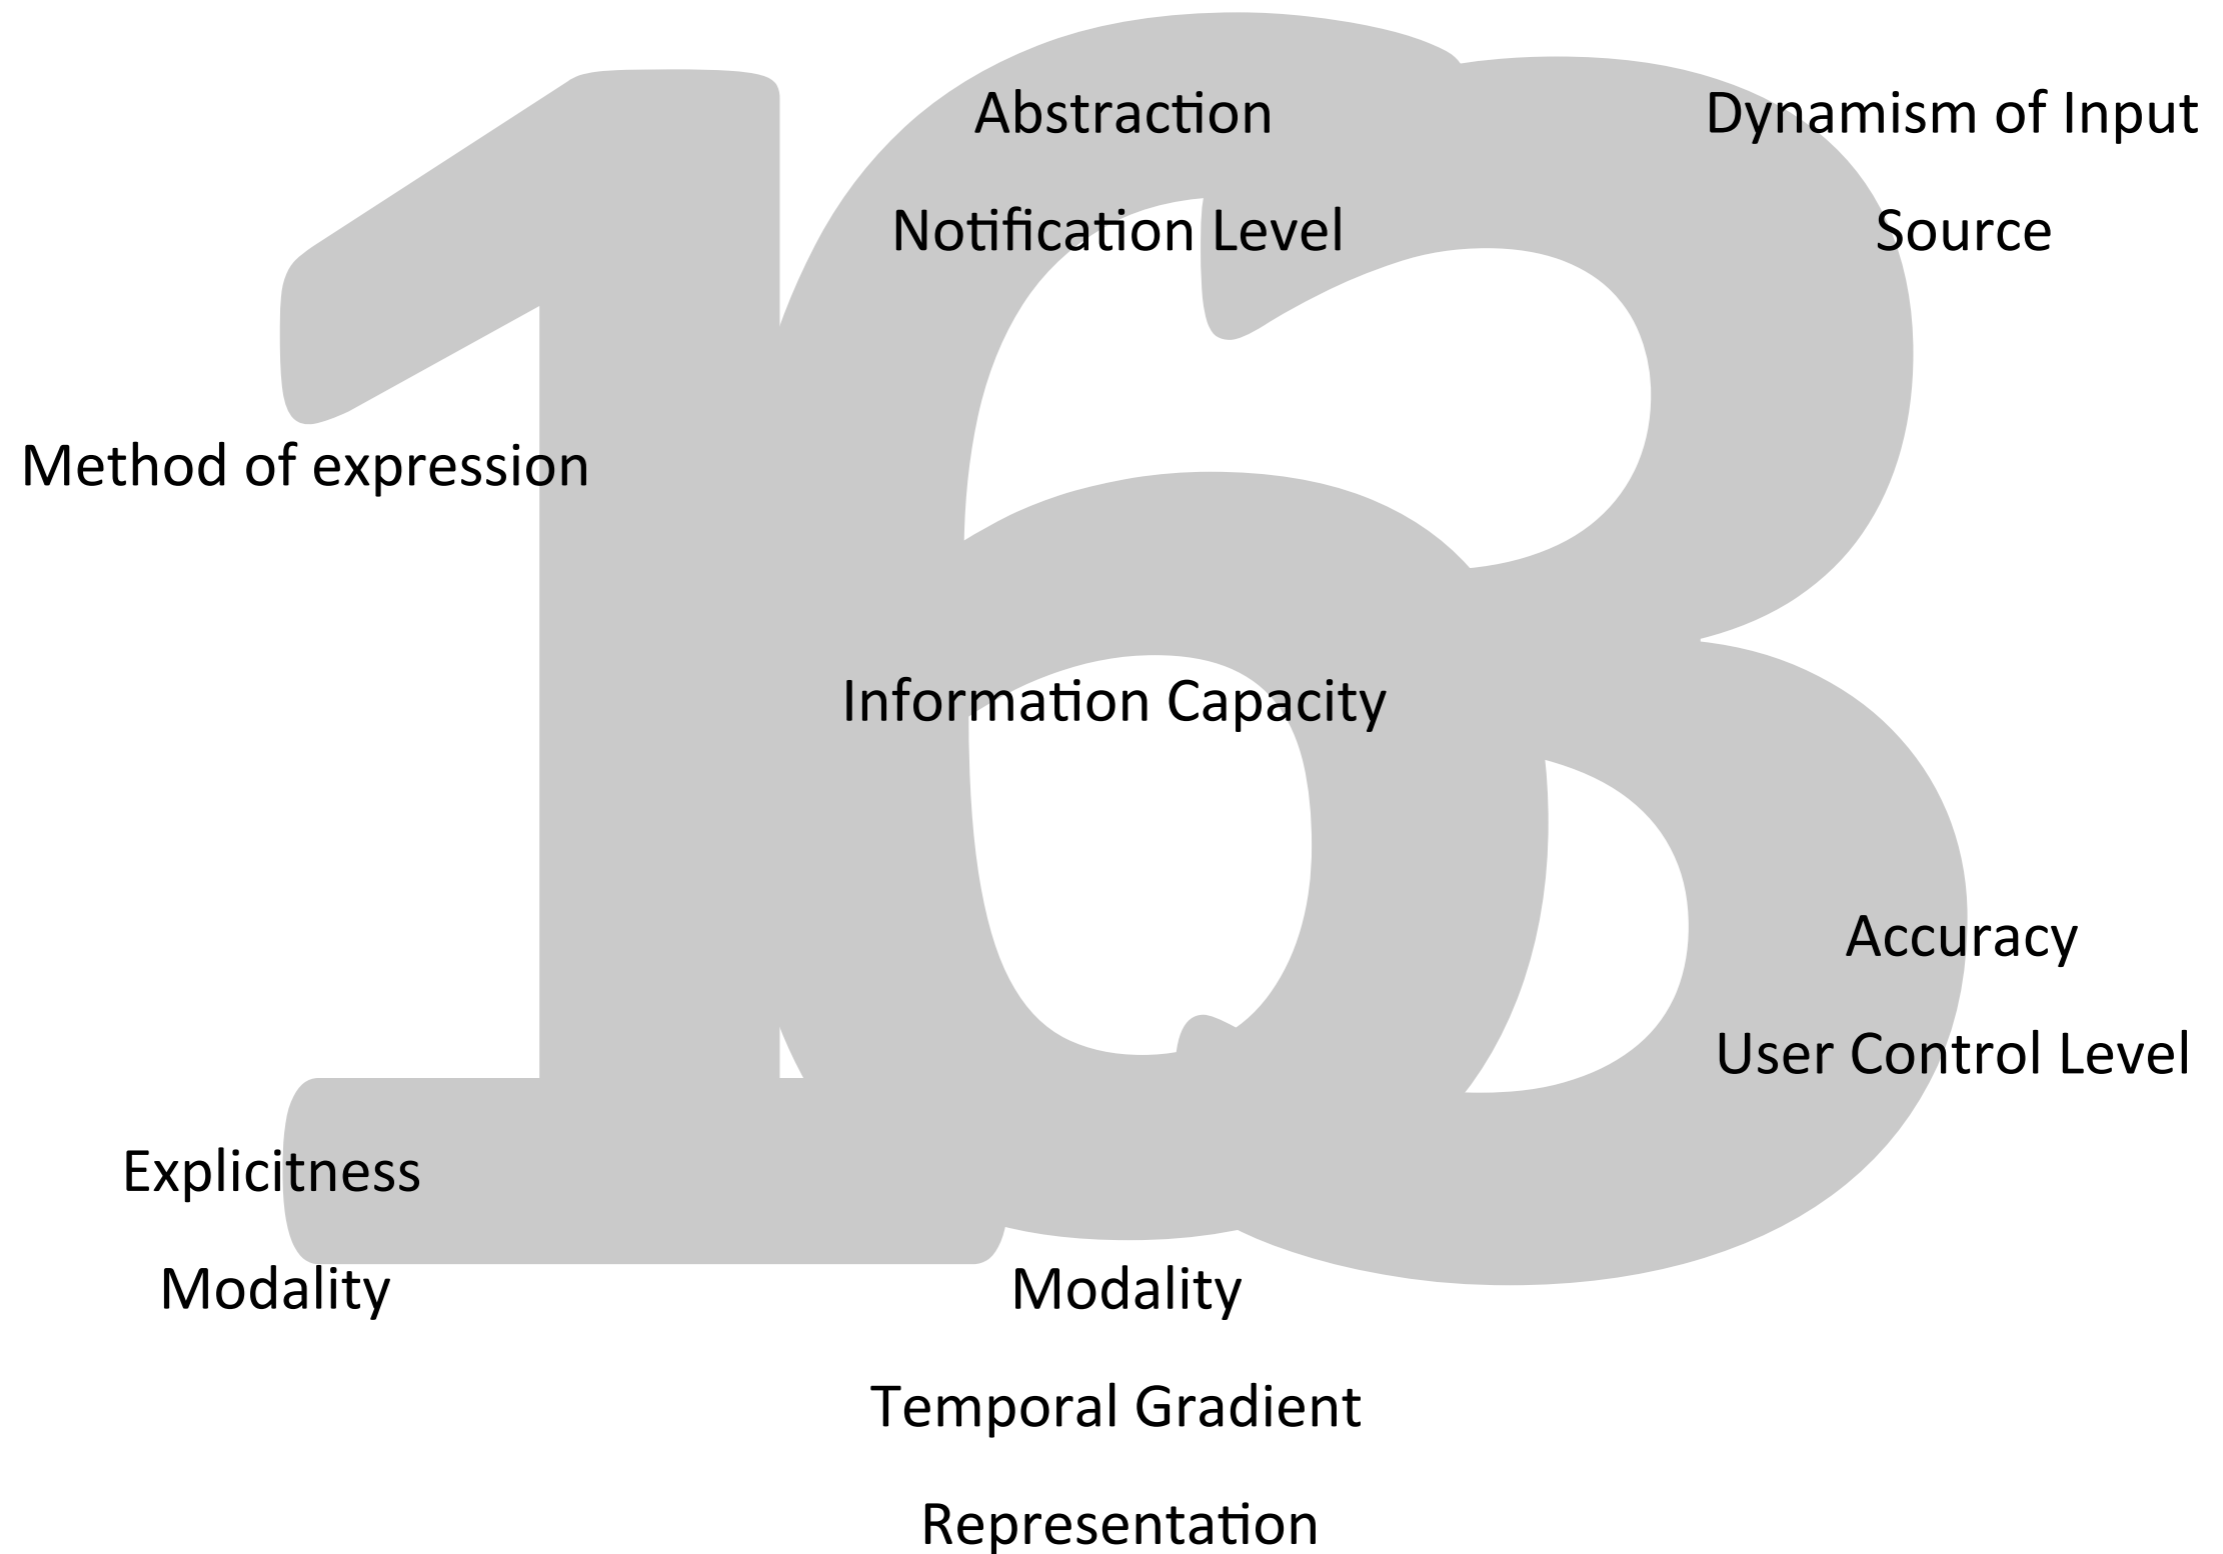 163
Abstraction
Dynamism of Input
Notification Level
Source
Method of expression
Information Capacity
Accuracy
User Control Level
Explicitness
Modality
Modality
Temporal Gradient
Representation